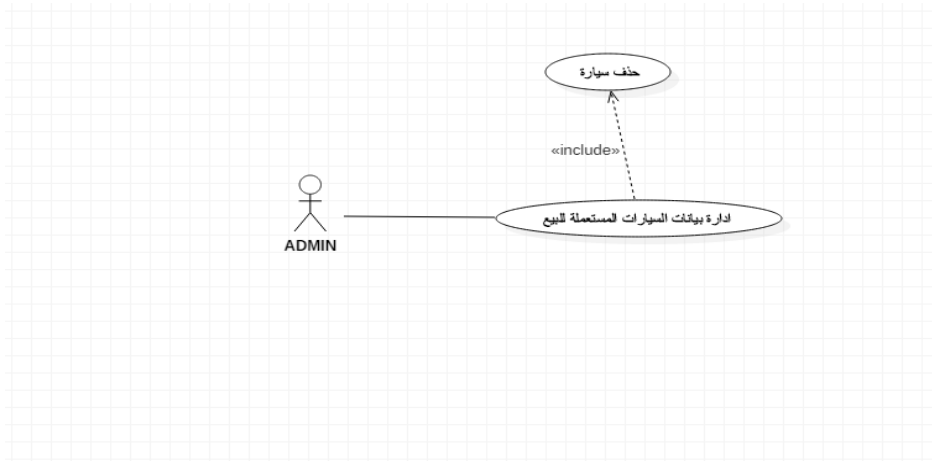 حذف سيارة
«include»
ادارة بيانات السيارات المستعملة للبيع
ADMIN